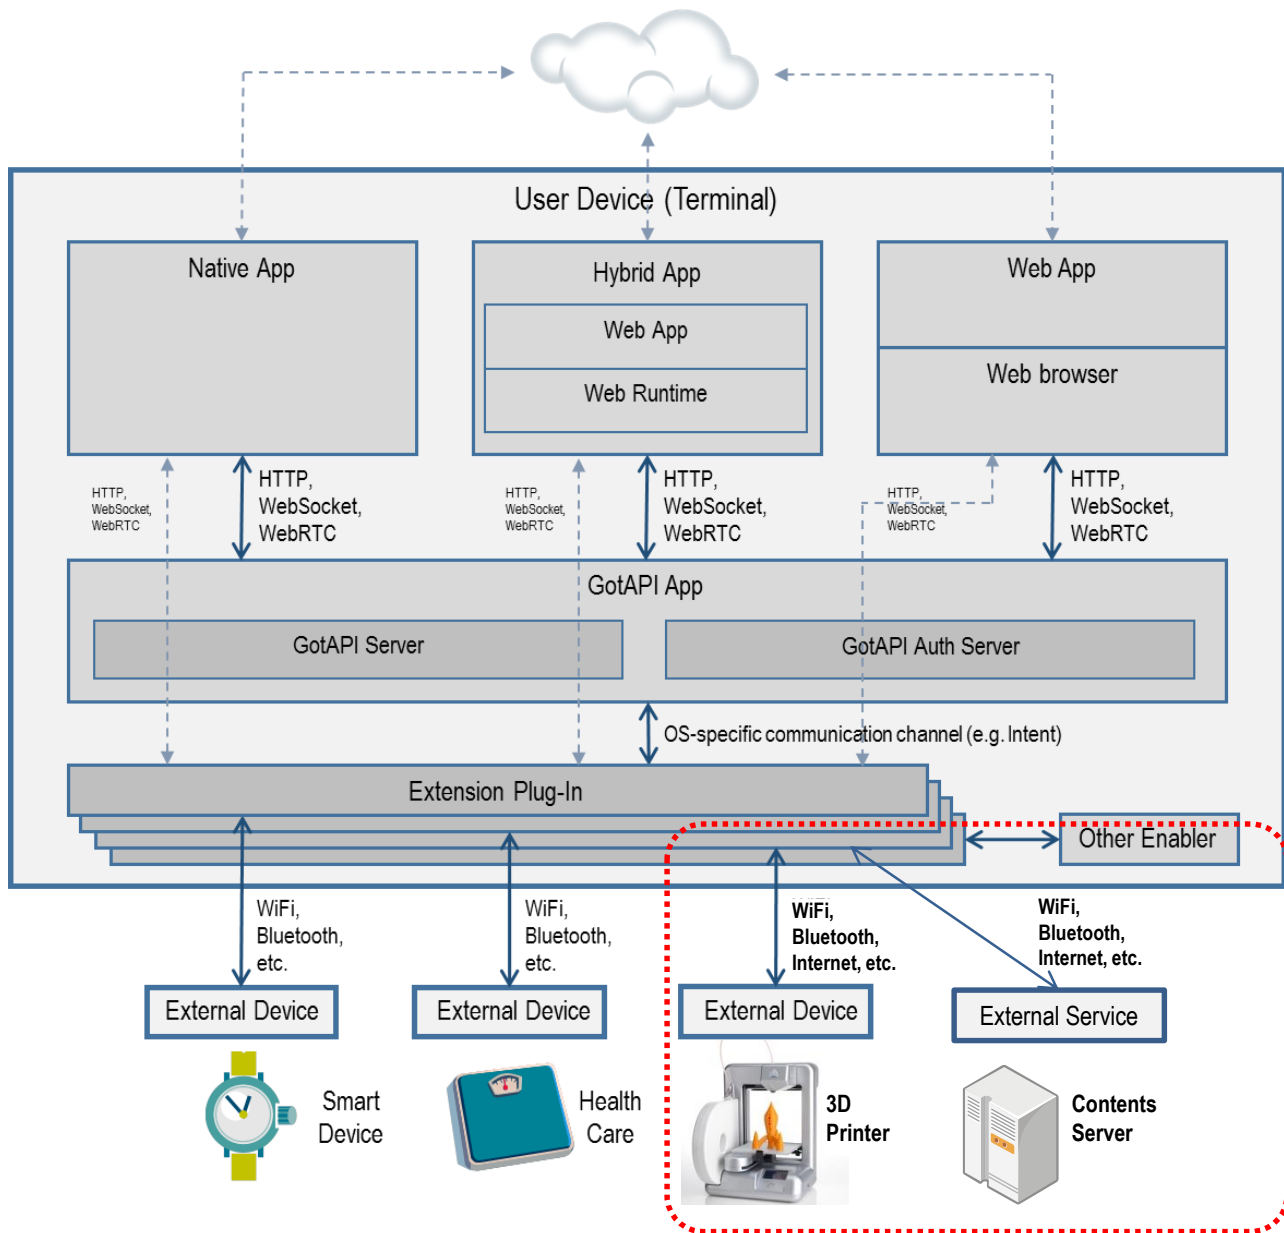 User Device (Terminal)
Native App
Hybrid App
Web App
Web App
Web Runtime
Web browser
HTTP,
WebSocket,
WebRTC
HTTP,
WebSocket,
WebRTC
HTTP,
WebSocket,
WebRTC
HTTP,
WebSocket,
WebRTC
HTTP,
WebSocket,
WebRTC
HTTP,
WebSocket,
WebRTC
GotAPI App
GotAPI Server
GotAPI Auth Server
OS-specific communication channel (e.g. Intent)
Extension Plug-In
Other Enabler
WiFi,
Bluetooth,
etc.
WiFi,
Bluetooth,
etc.
WiFi,
Bluetooth,
Internet, etc.
WiFi,
Bluetooth,
Internet, etc.
External Device
External Device
External Device
External Service
Smart
Device
Health
Care
3D
Printer
Contents
Server